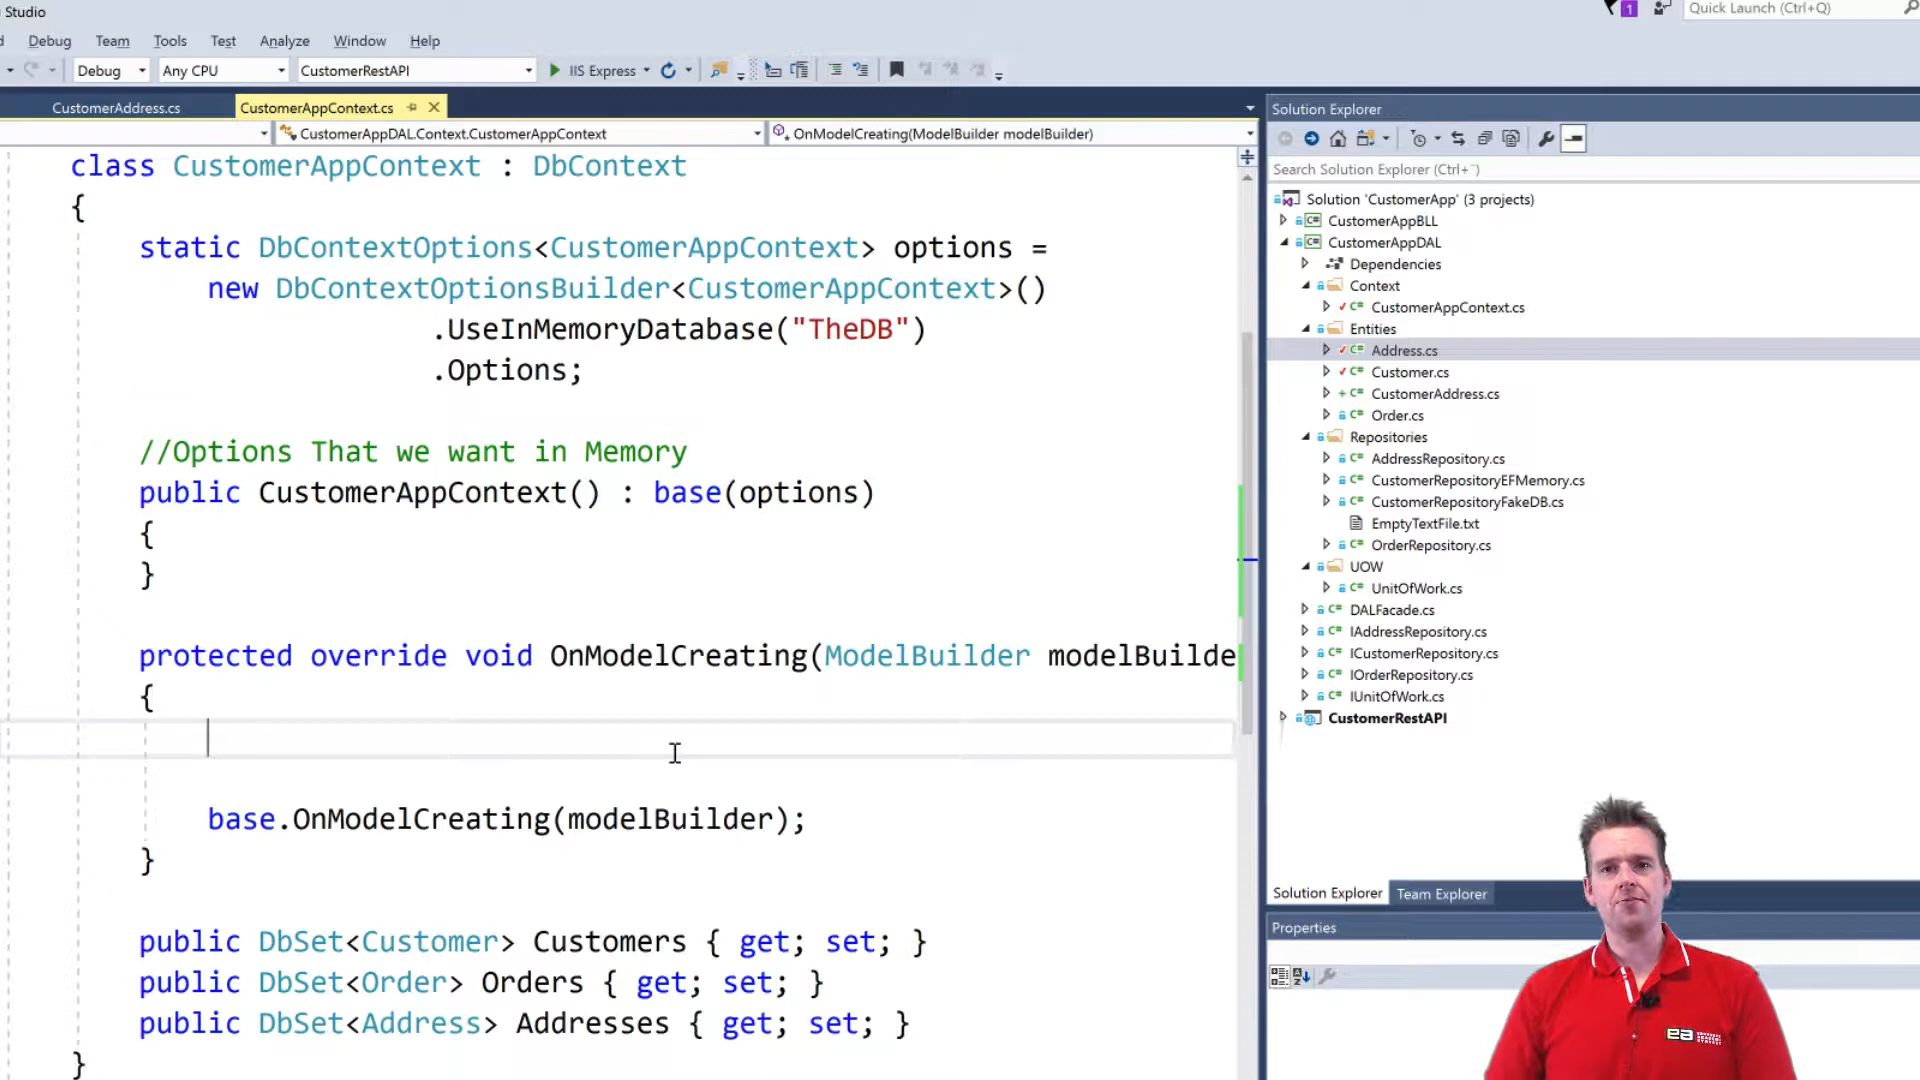 Studio
1
Quick Launch (Ctrl+Q)
Debug Team Tools Test Analyze Window Help
Debug Any CPU CustomerRestAPI IIS Express
CustomerAddress.cs CustomerAppContext.cs
CustomerAppDAL.Context.CustomerAppContext OnModelCreating(ModelBuilder modelBuilder)
class CustomerAppContext : DbContext
{
static DbContextOptions<CustomerAppContext> options =
new DbContextOptionsBuilder<CustomerAppContext>()
.UseInMemoryDatabase("TheDB")
.Options;
//Options That we want in Memory
public CustomerAppContext() : base(options)
{
}
protected override void OnModelCreating(ModelBuilder modelBuilde
{
base.OnModelCreating(modelBuilder);
}
public DbSet<Customer> Customers { get; set; }
public DbSet<Order> Orders { get; set; }
public DbSet<Address> Addresses { get; set; }
}
Solution Explorer
Search Solution Explorer (Ctrl+¨)
Solution 'CustomerApp' (3 projects)
CustomerAppBLL
CustomerAppDAL
Dependencies
Context
CustomerAppContext.cs
Entities
Address.cs
Customer.cs
CustomerAddress.cs
Order.cs
Repositories
AddressRepository.cs
CustomerRepositoryEFMemory.cs
CustomerRepositoryFakeDB.cs
EmptyTextFile.txt
OrderRepository.cs
UOW
UnitOfWork.cs
DALFacade.cs
IAddressRepository.cs
ICustomerRepository.cs
IOrderRepository.cs
IUnitOfWork.cs
CustomerRestAPI
Solution Explorer Team Explorer
Properties
ea